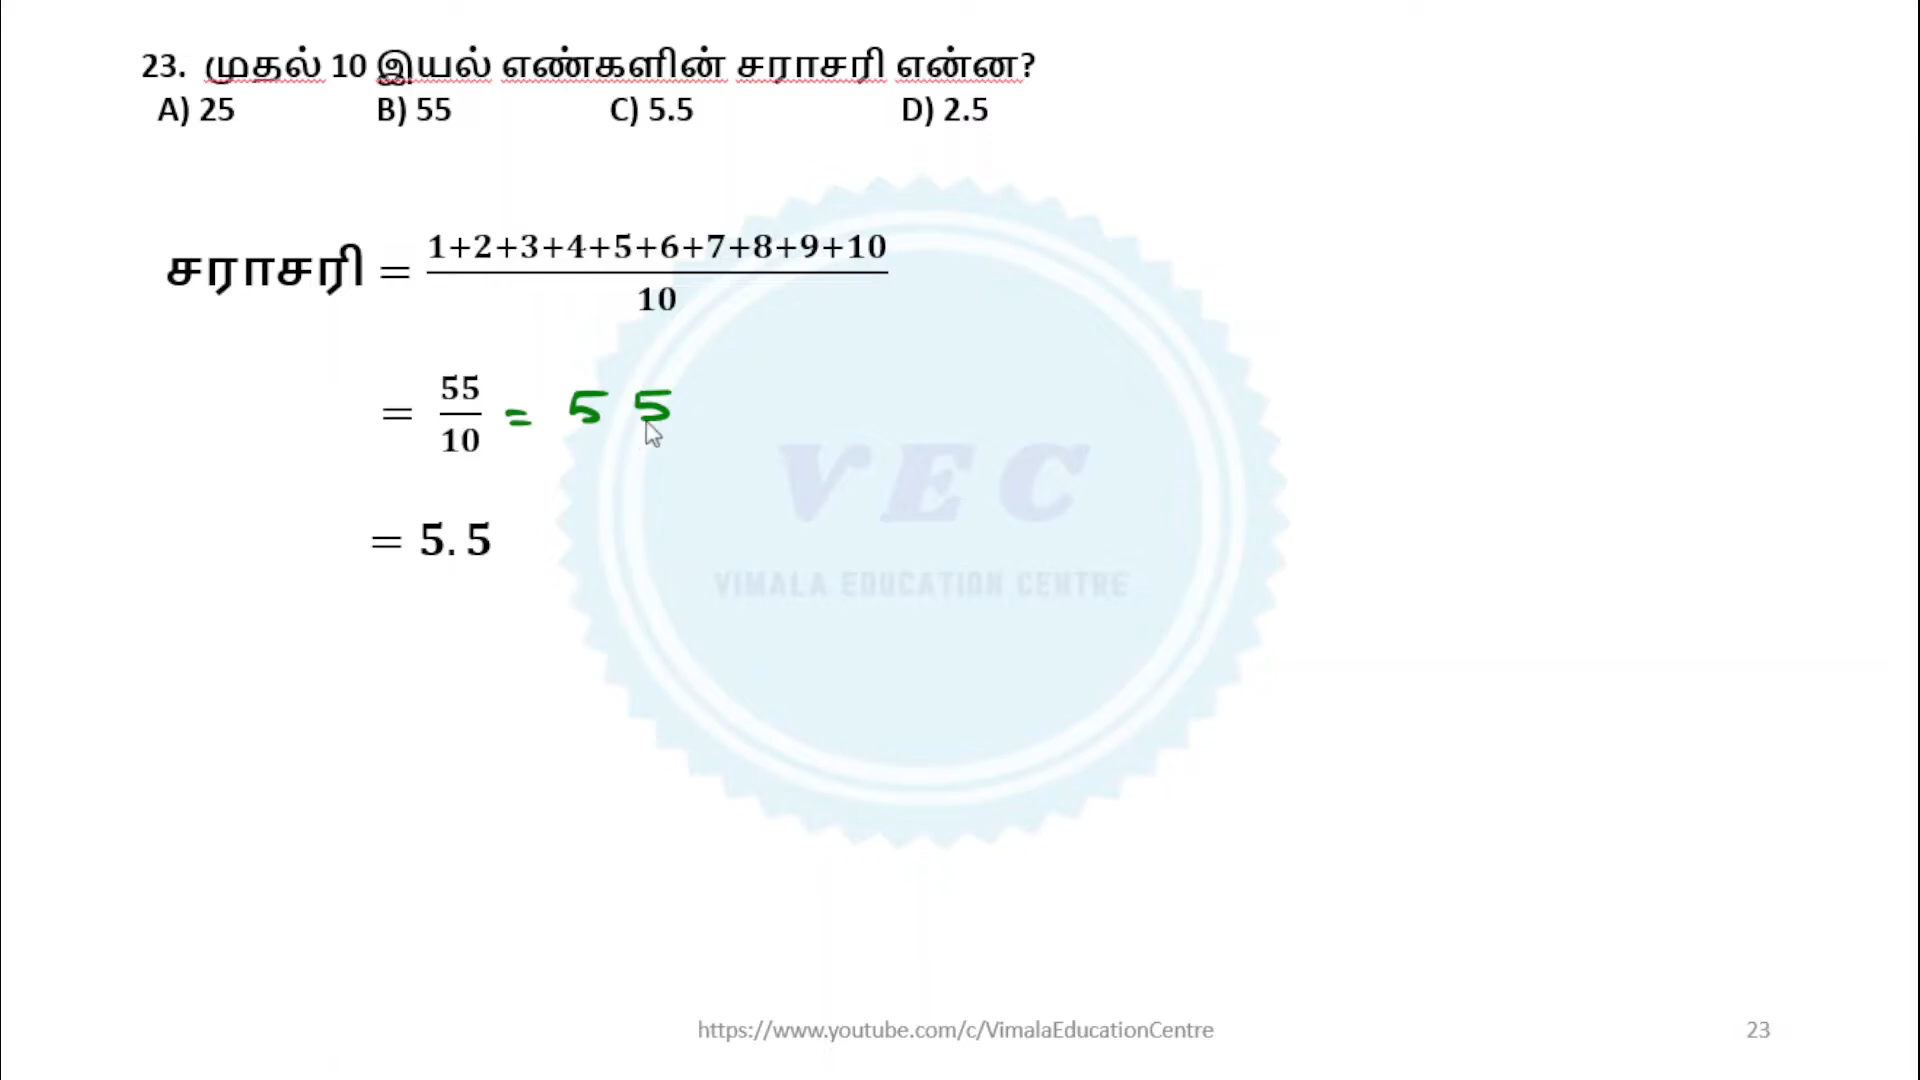 23. முதல் 10 இயல் எண்களின் சராசரி என்ன?
A) 25 B) 55 C) 5.5 D) 2.5
சராசரி = 1+2+3+4+5+6+7+8+9+10 / 10
= 55 / 10 = 5 5
= 5.5
VEC
VIMALA EDUCATION CENTRE
https://www.youtube.com/c/VimalaEducationCentre 23